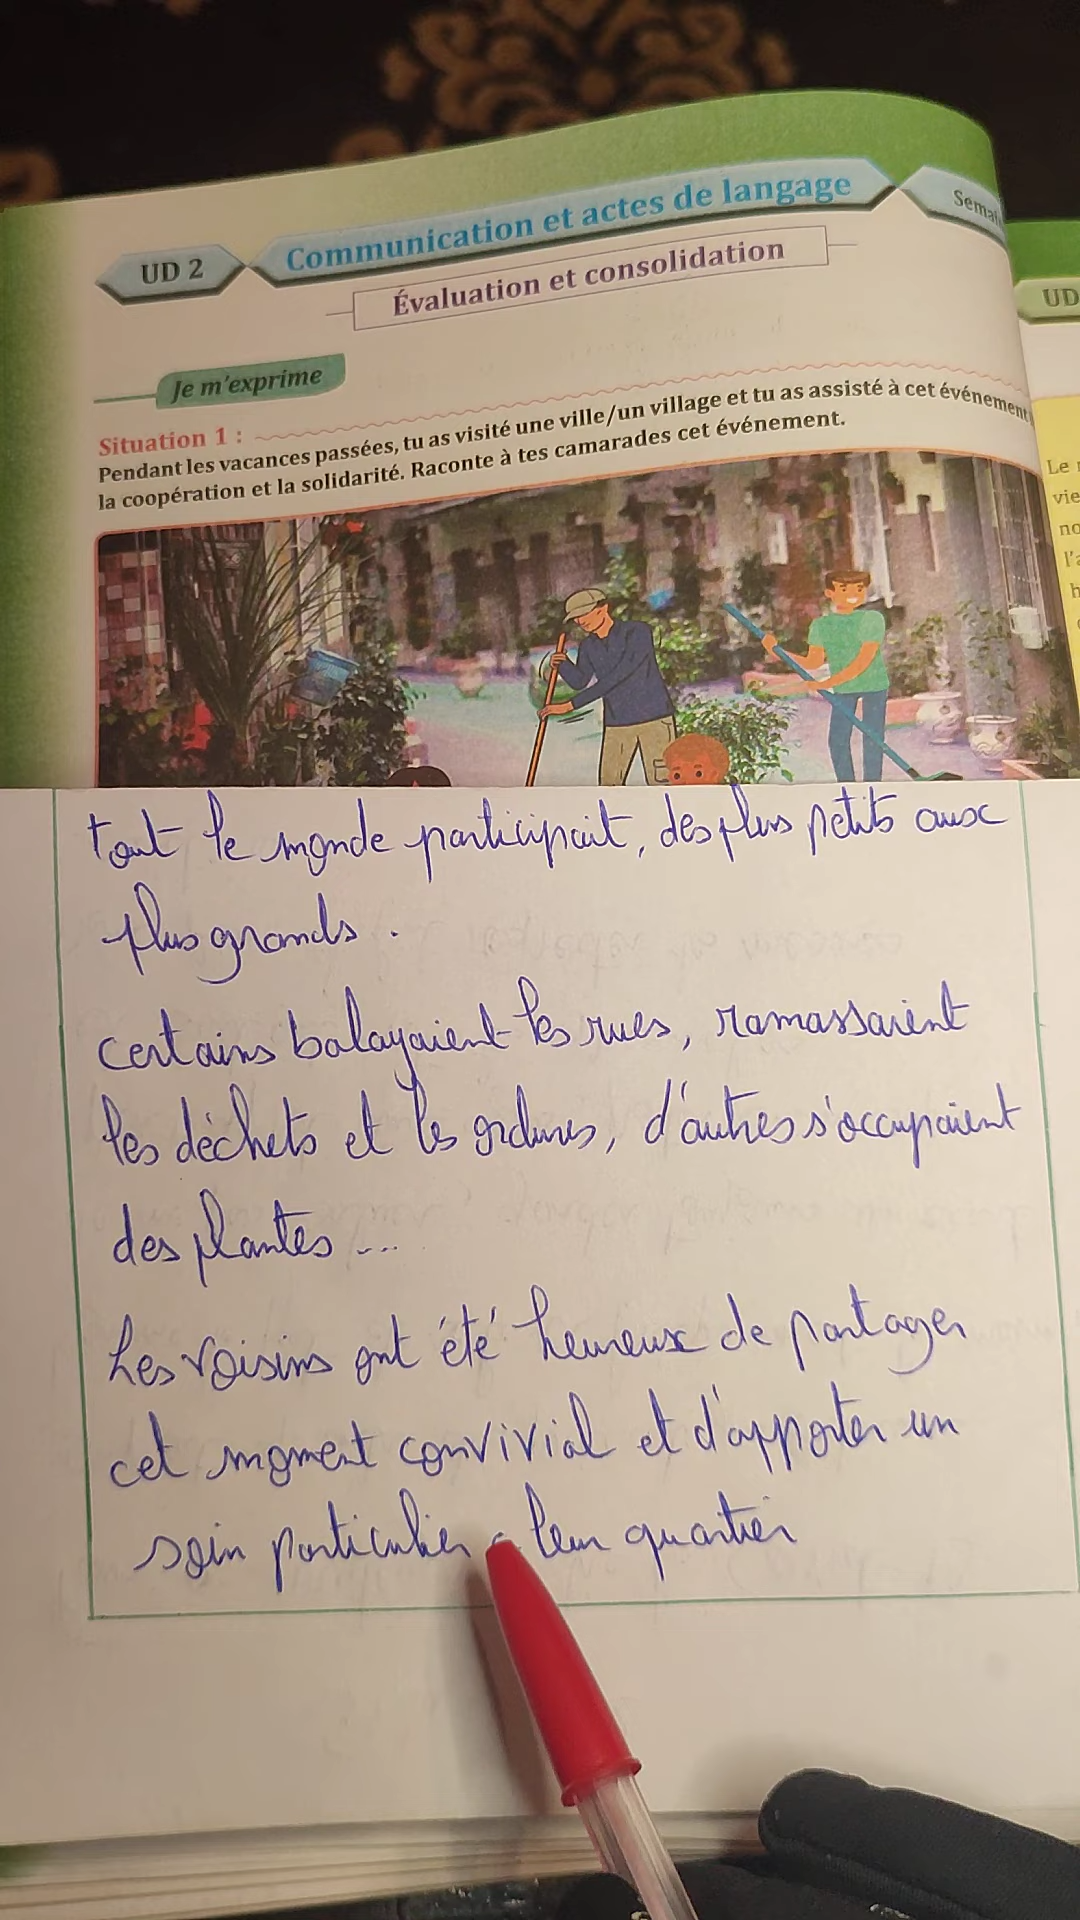 UD 2
Communication et actes de langage
Évaluation et consolidation
Je m'exprime
Situation 1 :
Pendant les vacances passées, tu as visité une ville/un village et tu as assisté à cet événement
la coopération et la solidarité. Raconte à tes camarades cet événement.
UD
Le
vie
tout le monde participait, des plus petits aux
plus grands.
certains balayaient les rues, ramassaient
les déchets et les ordures, d'autres s'occupaient
des plantes ...
Les voisins ont été heureux de partager
cet moment convivial et d'apporter un
soin particulier leur quartier